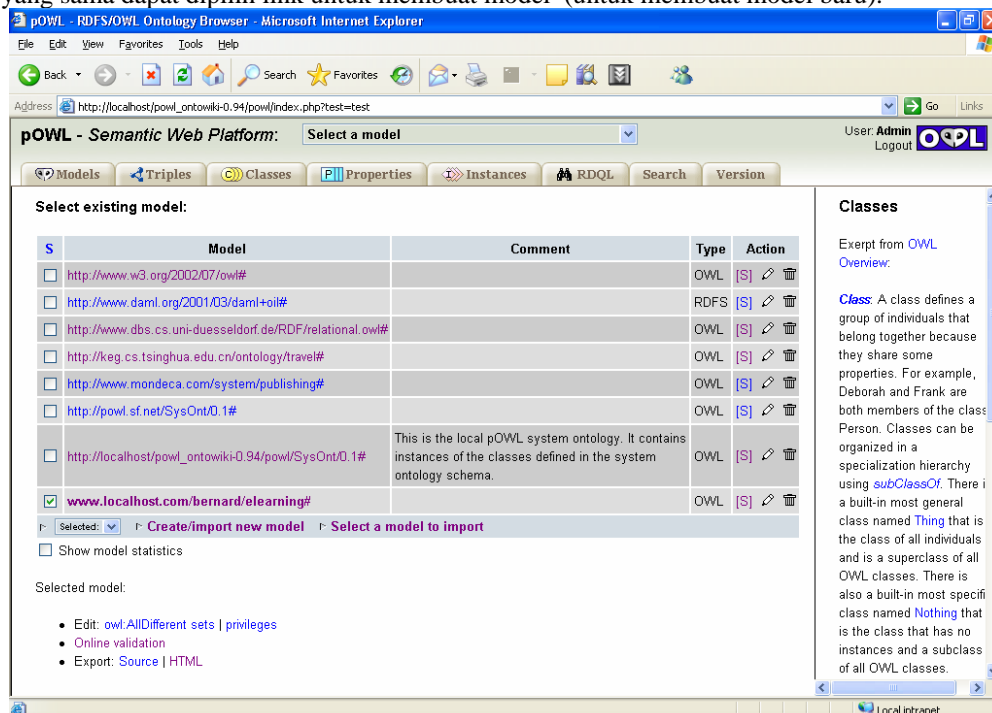 yang sama dapat dipilih link untuk membuat model (untuk membuat model baru).
pOWL - RDFS/OWL Ontology Browser - Microsoft Internet Explorer
File Edit View Favorites Tools Help
Back Search Favorites
Address http://localhost/powl_ontowiki-0.94/powl/index.php?test=test Go Links
pOWL - Semantic Web Platform: Select a model User: Admin
Logout OWL
Models Triples Classes Properties Instances RDQL Search Version
Select existing model:
S Model Comment Type Action
http://www.w3.org/2002/07/owl# OWL [S]
http://www.daml.org/2001/03/daml+oil# RDFS [S]
http://www.dbs.cs.uni-duesseldorf.de/RDF/relational.owl# OWL [S]
http://keg.cs.tsinghua.edu.cn/ontology/travel# OWL [S]
http://www.mondeca.com/system/publishing# OWL [S]
http://powl.sf.net/SysOnt/0.1# OWL [S]
http://localhost/powl_ontowiki-0.94/powl/SysOnt/0.1# This is the local pOWL system ontology. It contains
instances of the classes defined in the system
ontology schema. OWL [S]
www.localhost.com/bernard/elearning# OWL [S]
Selected: Create/import new model Select a model to import
Show model statistics
Selected model:
Edit: owl:AllDifferent sets | privileges
Online validation
Export: Source | HTML
Classes
Exerpt from OWL
Overview:
Class: A class defines a
group of individuals that
belong together because
they share some
properties. For example,
Deborah and Frank are
both members of the class
Person. Classes can be
organized in a
specialization hierarchy
using subClassOf. There i
a built-in most general
class named Thing that is
the class of all individuals
and is a superclass of all
OWL classes. There is
also a built-in most specifi
class named Nothing that
is the class that has no
instances and a subclass
of all OWL classes.
Local intranet